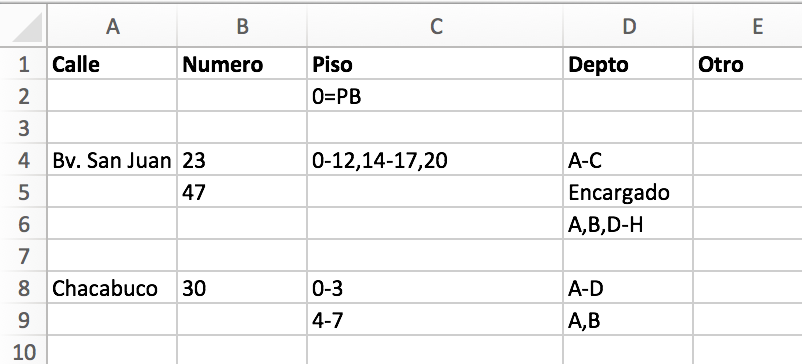 A B C D E
1 Calle Numero Piso Depto Otro
2 0=PB
3
4 Bv. San Juan 23 0-12,14-17,20 A-C
5 47 Encargado
6 A,B,D-H
7
8 Chacabuco 30 0-3 A-D
9 4-7 A,B
10